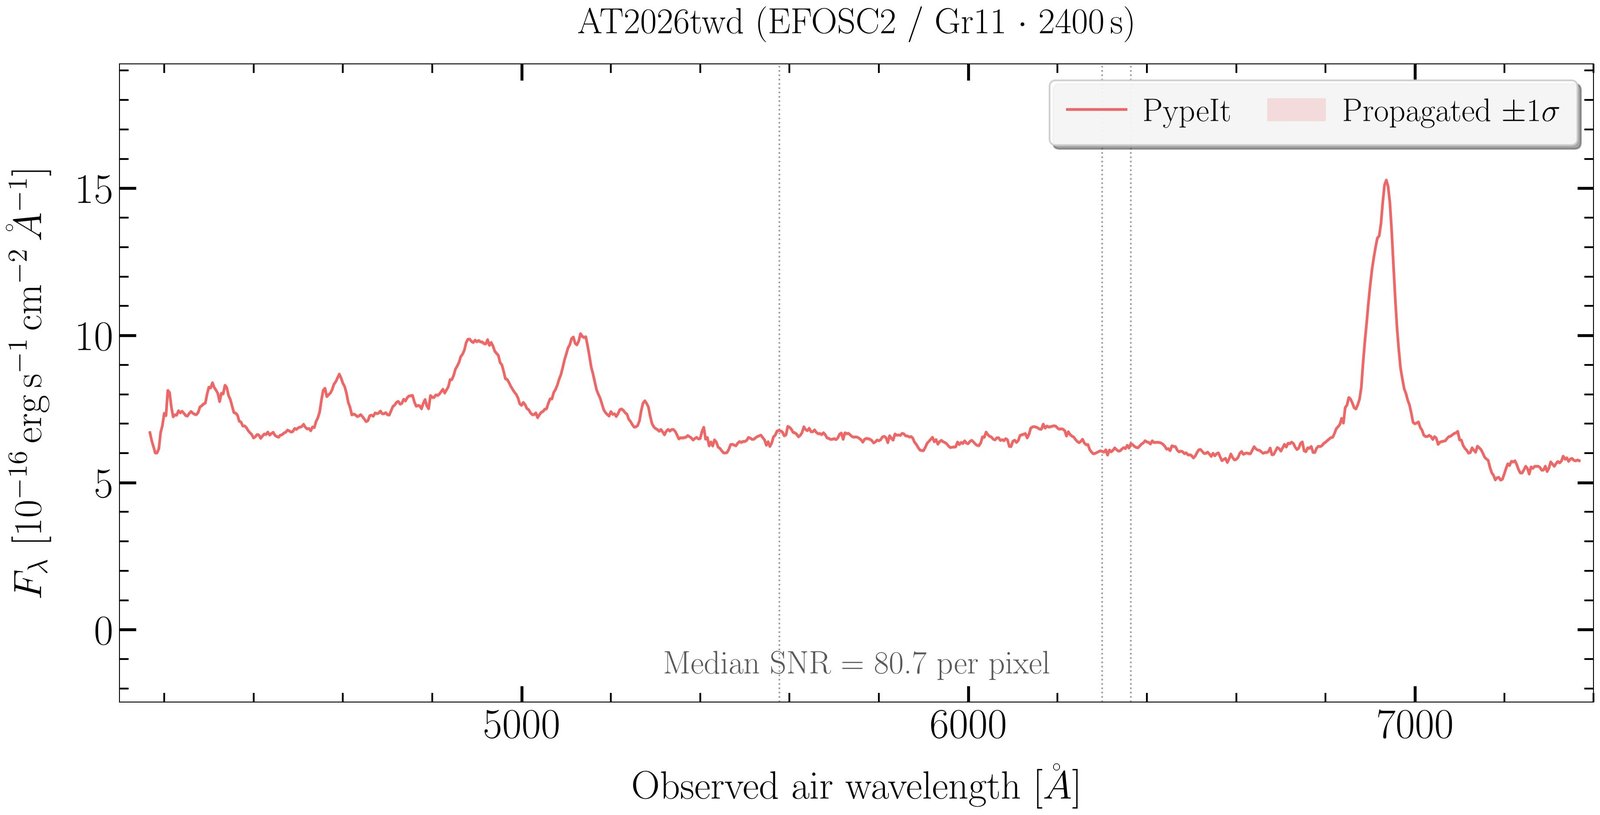 AT2026twd (EFOSC2 / Gr11 · 2400 s)
PypeIt
Propagated ±1σ
15
10
5
0
F_λ [10⁻¹⁶ erg s⁻¹ cm⁻² Å⁻¹]
Median SNR = 80.7 per pixel
5000 6000 7000
Observed air wavelength [Å]